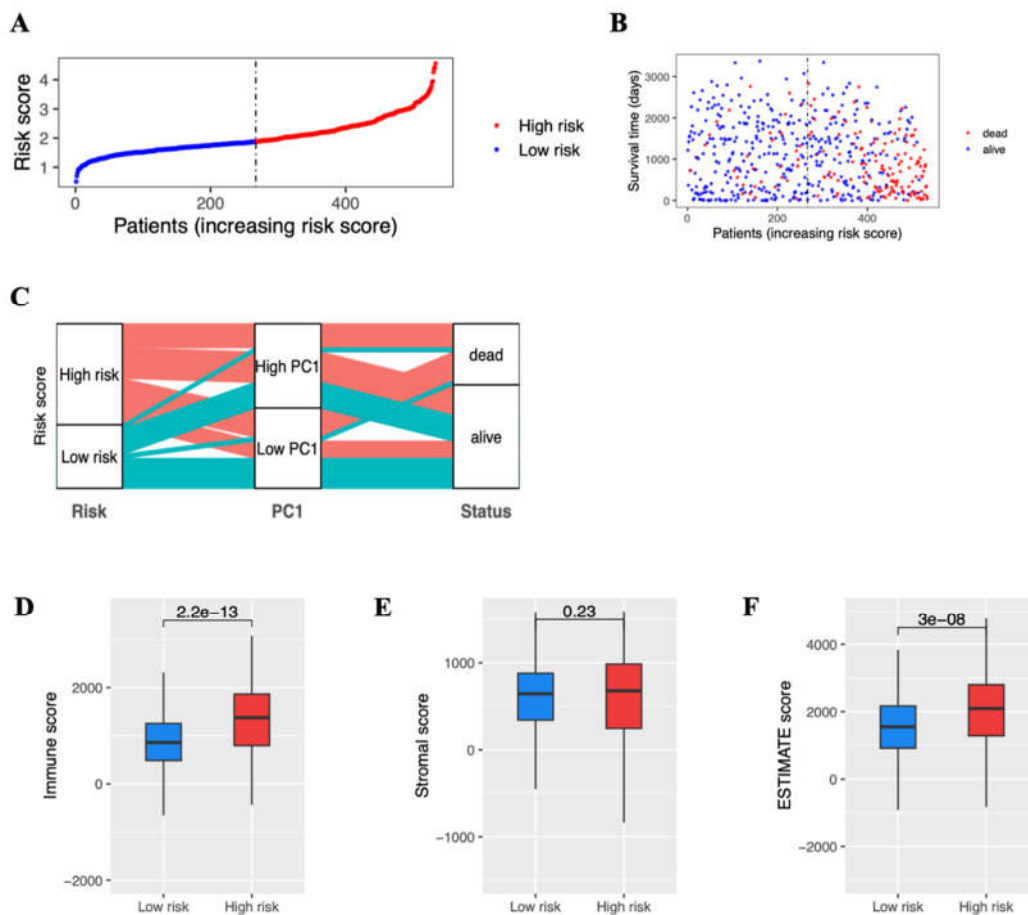 A
Risk score
4
3
2
1
0
200
400
Patients (increasing risk score)
High risk
Low risk
B
Survival time (days)
3000
2000
1000
0
0
200
400
Patients (increasing risk score)
dead
alive
C
Risk score
High risk
Low risk
High PC1
Low PC1
dead
alive
Risk
PC1
Status
D
2.2e−13
Immune score
2000
0
−2000
Low risk
High risk
E
0.23
Stromal score
1000
0
−1000
Low risk
High risk
F
3e−08
ESTIMATE score
4000
2000
0
−2000
Low risk
High risk